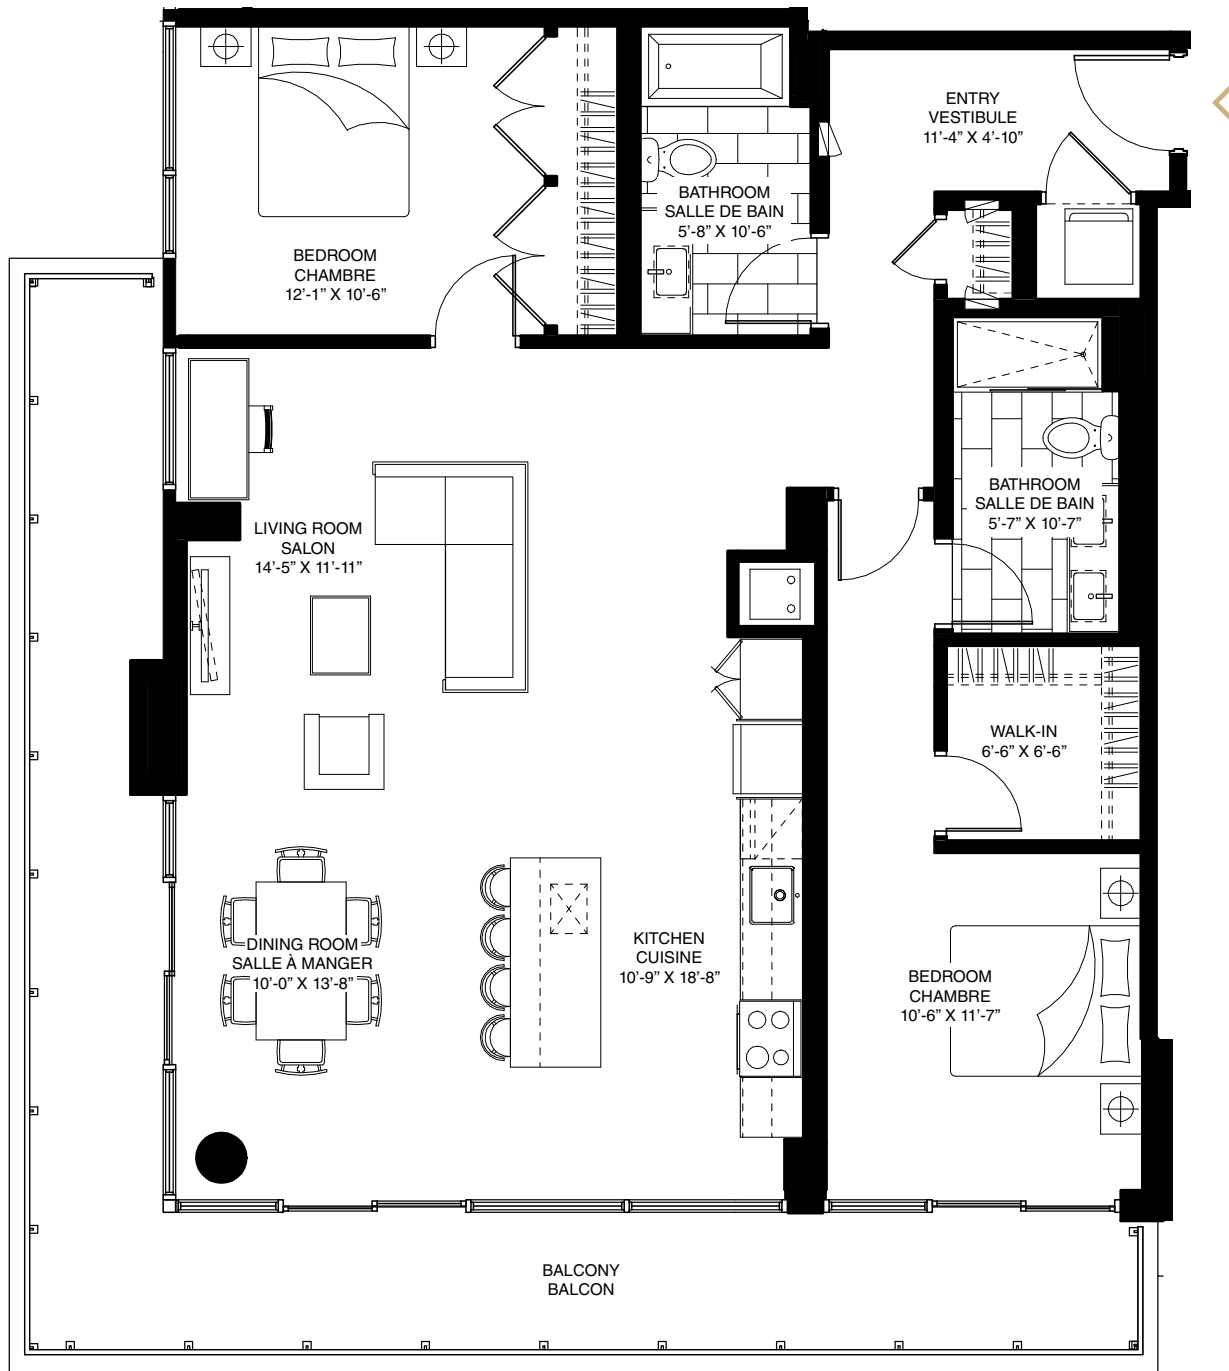 ENTRY
VESTIBULE
11’-4” X 4’-10”
BATHROOM
SALLE DE BAIN
5’-8” X 10’-6”
BEDROOM
CHAMBRE
12’-1” X 10’-6”
BATHROOM
SALLE DE BAIN
5’-7” X 10’-7”
LIVING ROOM
SALON
14’-5” X 11’-11”
WALK-IN
6’-6” X 6’-6”
DINING ROOM
SALLE À MANGER
10’-0” X 13’-8”
KITCHEN
CUISINE
10’-9” X 18’-8”
BEDROOM
CHAMBRE
10’-6” X 11’-7”
BALCONY
BALCON